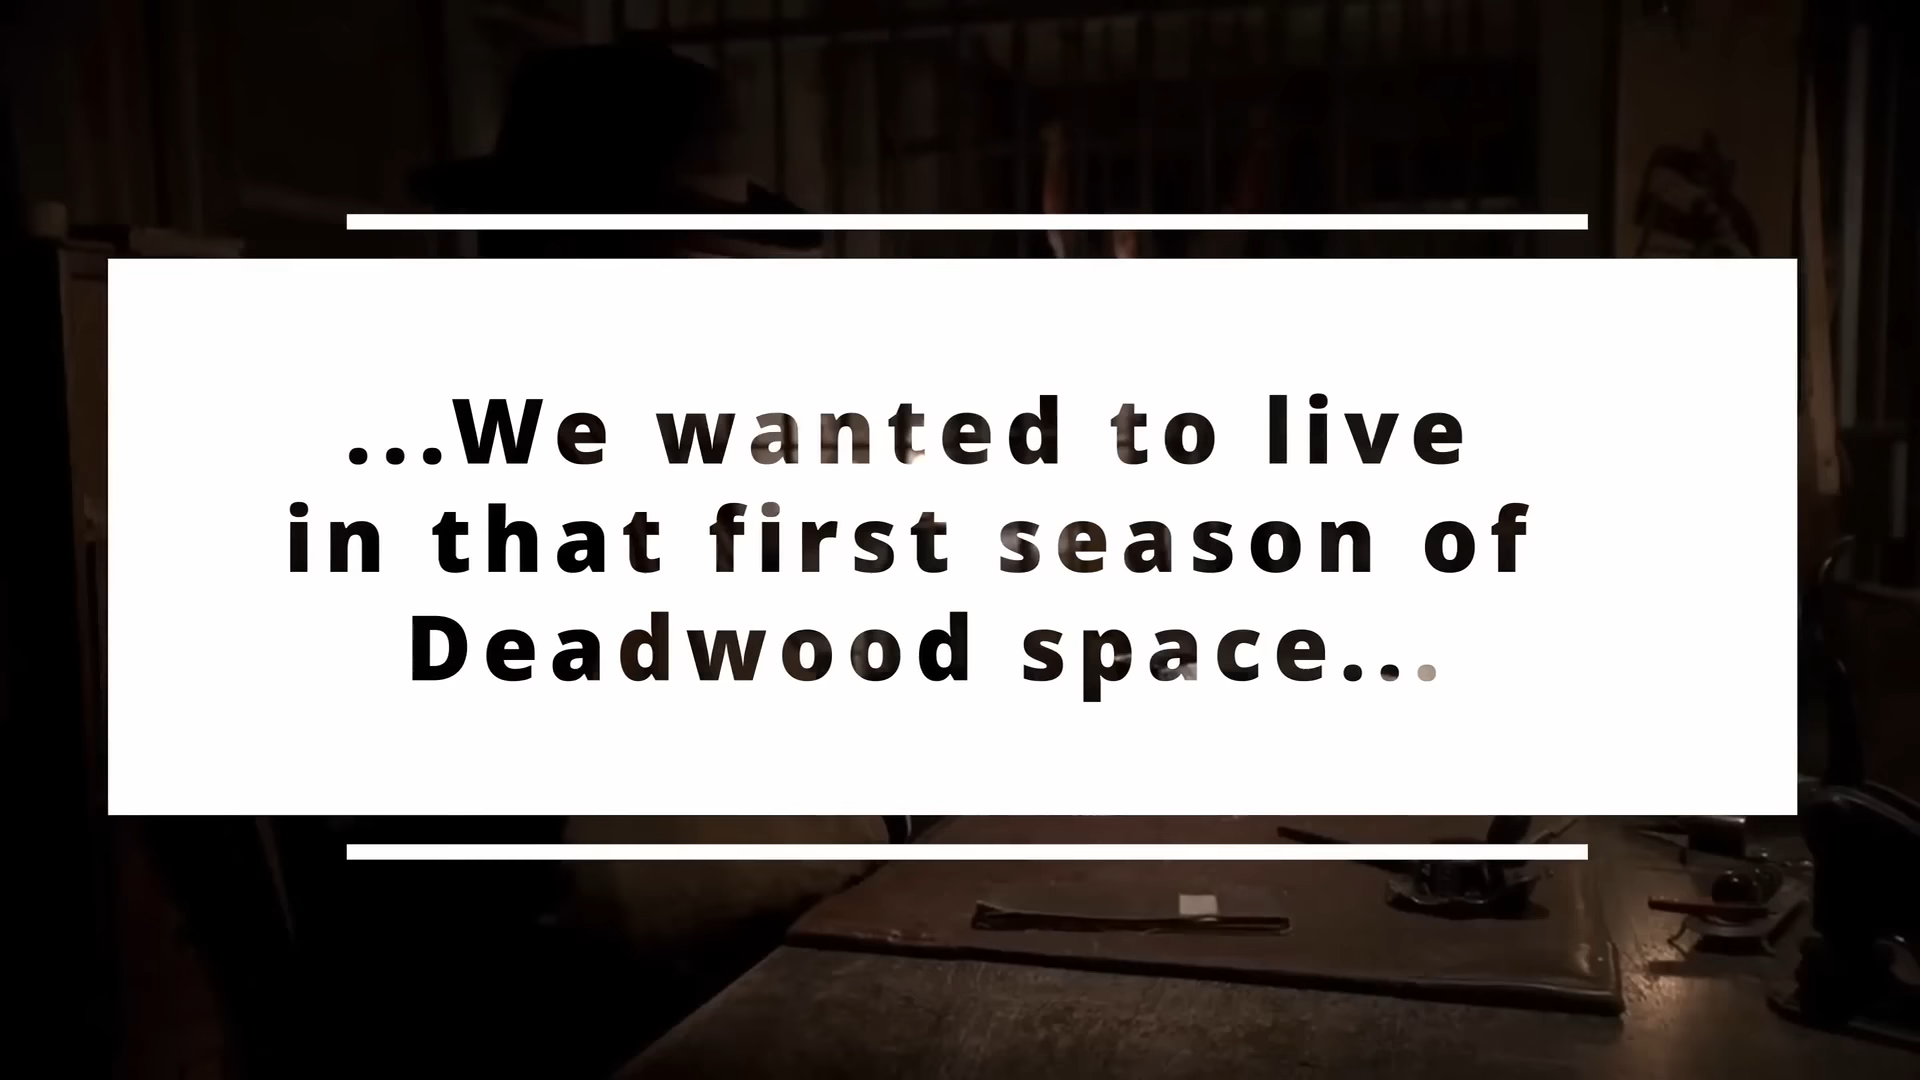 ...We wanted to live
in that first season of
Deadwood space...